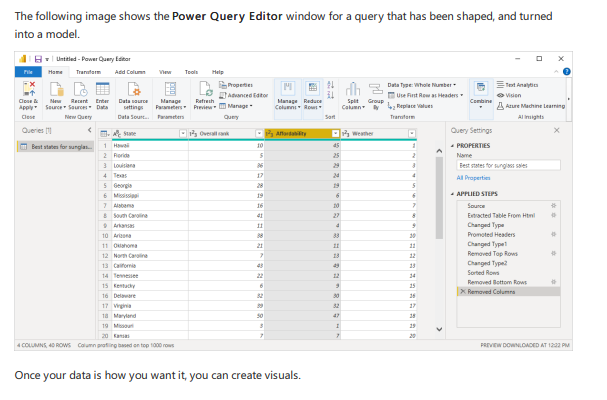 The following image shows the Power Query Editor window for a query that has been shaped, and turned
into a model.
Untitled - Power Query Editor
File Home Transform Add Column View Tools Help
Close & Apply New Source Recent Sources Enter Data Data source settings Manage Parameters Refresh Preview Properties Advanced Editor Manage Manage Columns Reduce Rows Split Column Group By Data Type: Whole Number Use First Row as Headers Replace Values Combine Text Analytics Vision Azure Machine Learning
Close New Query Data Sourc... Parameters Query Sort Transform AI Insights
Queries [1]
Best states for sunglas...
State Overall rank Affordability Weather
1 Hawaii 10 45 1
2 Florida 5 25 2
3 Louisiana 36 29 3
4 Texas 17 24 4
5 Georgia 28 19 5
6 Mississippi 19 6 6
7 Alabama 16 10 7
8 South Carolina 41 27 8
9 Arkansas 11 4 9
10 Arizona 38 33 10
11 Oklahoma 21 11 11
12 North Carolina 7 13 12
13 California 43 49 13
14 Tennessee 22 12 14
15 Kentucky 6 9 15
16 Delaware 32 30 16
17 Virginia 39 32 17
18 Maryland 50 47 18
19 Missouri 3 1 19
20 Kansas 7 7 20
Query Settings
PROPERTIES
Name
Best states for sunglass sales
All Properties
APPLIED STEPS
Source
Extracted Table From Html
Changed Type
Promoted Headers
Changed Type1
Removed Top Rows
Changed Type2
Sorted Rows
Removed Bottom Rows
Removed Columns
4 COLUMNS, 40 ROWS Column profiling based on top 1000 rows PREVIEW DOWNLOADED AT 12:22 PM
Once your data is how you want it, you can create visuals.